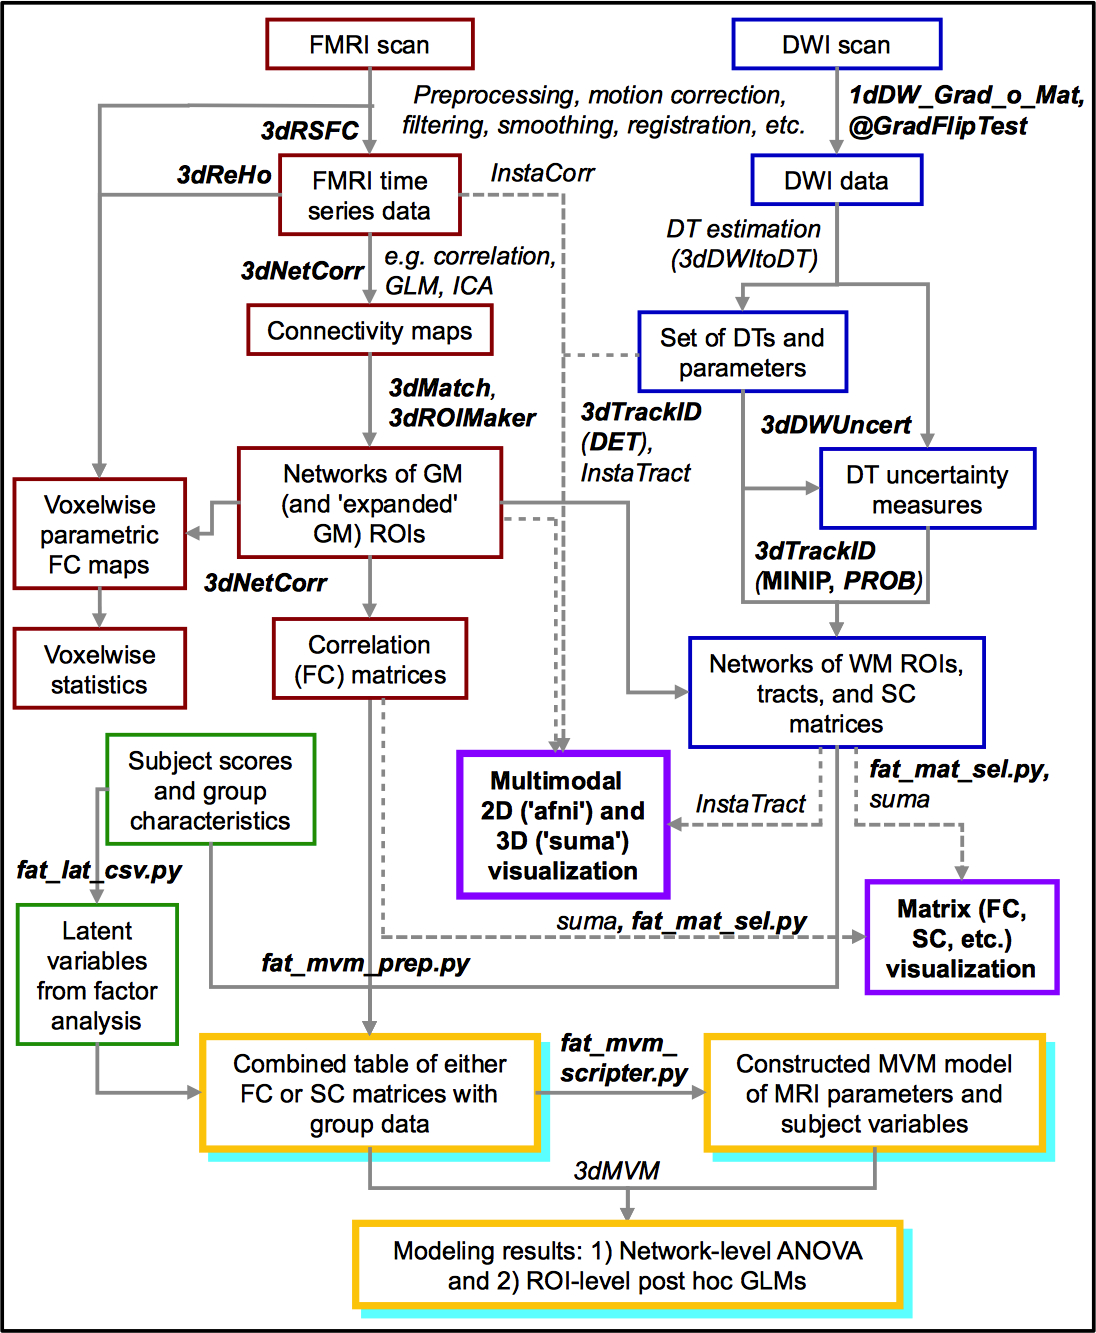 FMRI scan
DWI scan
Preprocessing, motion correction,
filtering, smoothing, registration, etc.
1dDW_Grad_o_Mat,
@GradFlipTest
3dRSFC
3dReHo
FMRI time
series data
InstaCorr
DWI data
DT estimation
(3dDWItoDT)
3dNetCorr
e.g. correlation,
GLM, ICA
Connectivity maps
Set of DTs and
parameters
3dMatch,
3dROIMaker
3dTrackID
(DET),
InstaTract
3dDWUncert
Networks of GM
(and 'expanded'
GM) ROIs
DT uncertainty
measures
Voxelwise
parametric
FC maps
3dTrackID
(MINIP, PROB)
3dNetCorr
Correlation
(FC) matrices
Voxelwise
statistics
Networks of WM ROIs,
tracts, and SC
matrices
Subject scores
and group
characteristics
Multimodal
2D ('afni') and
3D ('suma')
visualization
InstaTract
fat_mat_sel.py,
suma
fat_lat_csv.py
Latent
variables
from factor
analysis
suma, fat_mat_sel.py
Matrix (FC,
SC, etc.)
visualization
fat_mvm_prep.py
Combined table of either
FC or SC matrices with
group data
fat_mvm_
scripter.py
Constructed MVM model
of MRI parameters and
subject variables
3dMVM
Modeling results: 1) Network-level ANOVA
and 2) ROI-level post hoc GLMs